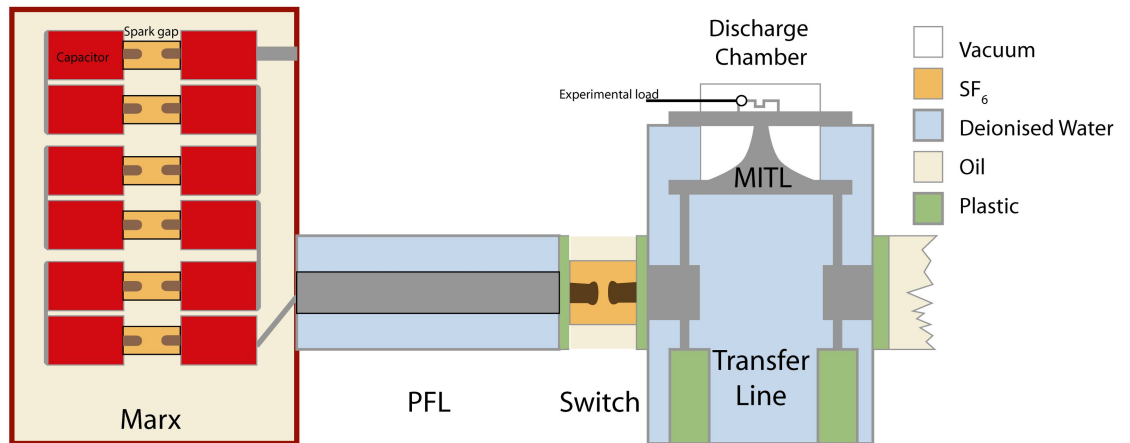 Spark gap
Capacitor
Marx
PFL
Switch
Discharge
Chamber
Experimental load
MITL
Transfer
Line
Vacuum
SF₆
Deionised Water
Oil
Plastic